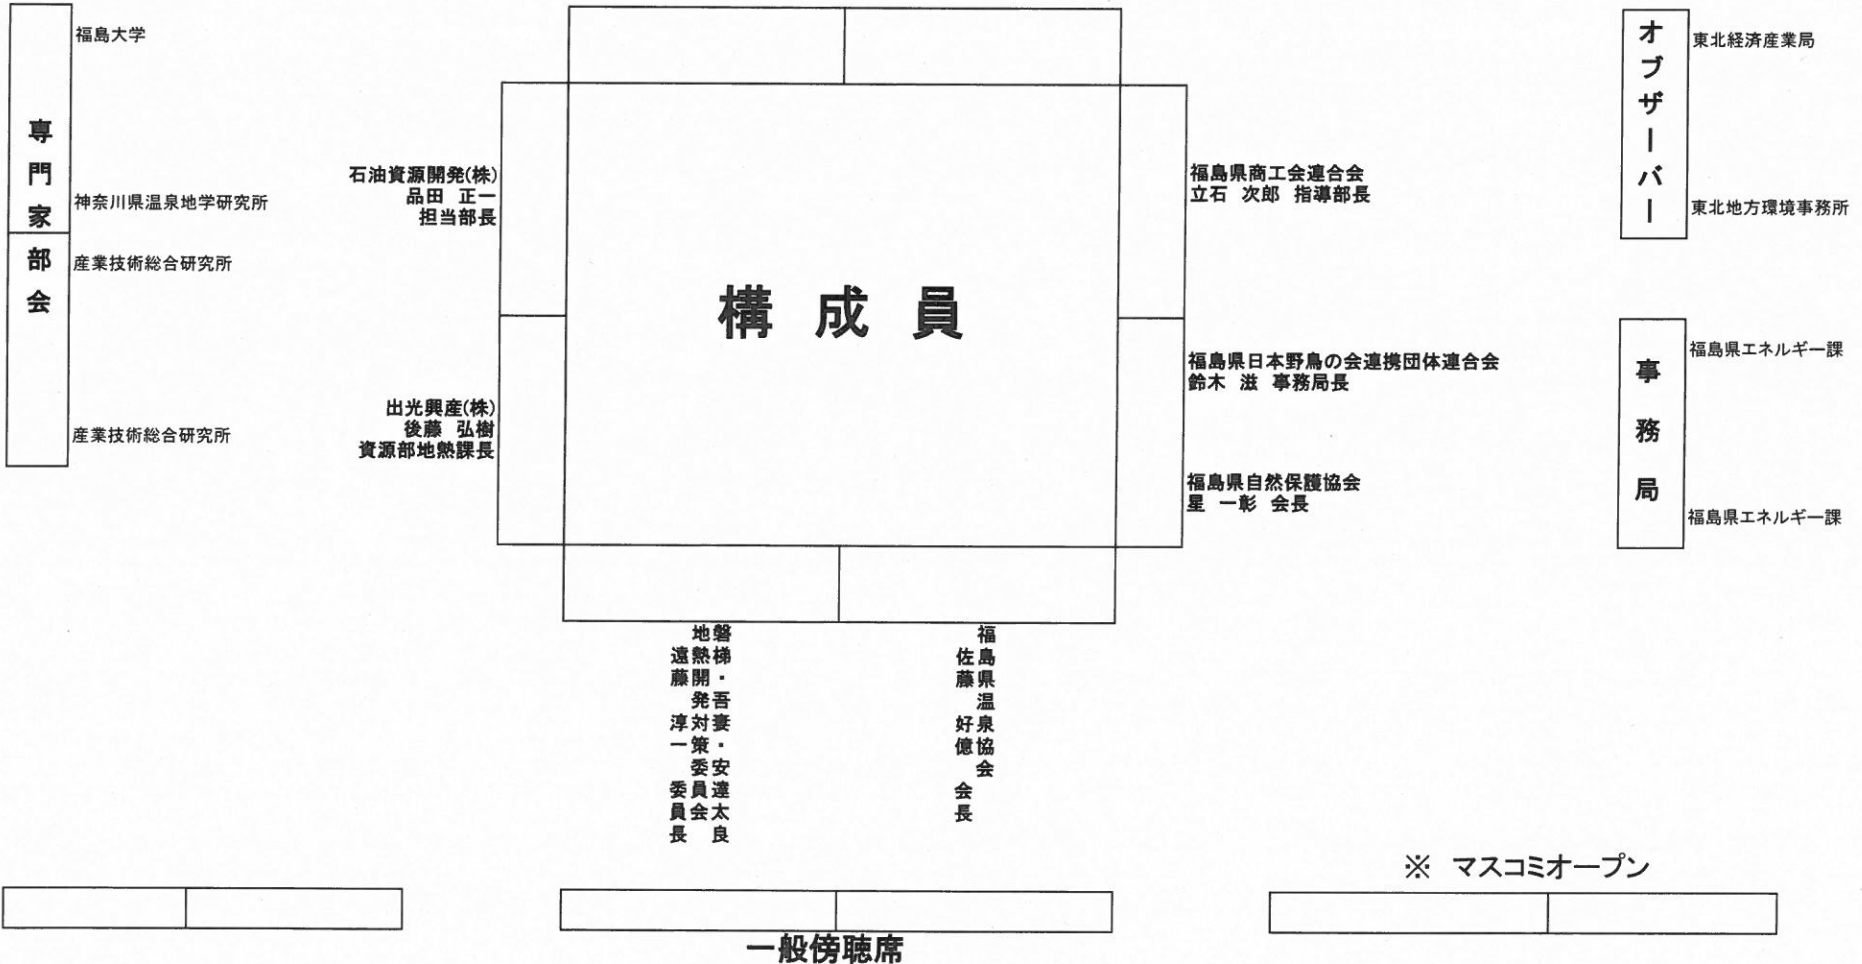 専門家部会
福島大学
神奈川県温泉地学研究所
産業技術総合研究所
産業技術総合研究所
石油資源開発(株)
品田 正一
担当部長
出光興産(株)
後藤 弘樹
資源部地熱課長
構成員
福島県商工会連合会
立石 次郎 指導部長
福島県日本野鳥の会連携団体連合会
鈴木 滋 事務局長
福島県自然保護協会
星 一彰 会長
オブザーバー
東北経済産業局
東北地方環境事務所
事務局
福島県エネルギー課
福島県エネルギー課
福島県温泉協会
佐藤 好億 会長
磐梯・吾妻・安達太良
地熱開発対策委員会
遠藤 淳一 委員長
※ マスコミオープン
一般傍聴席